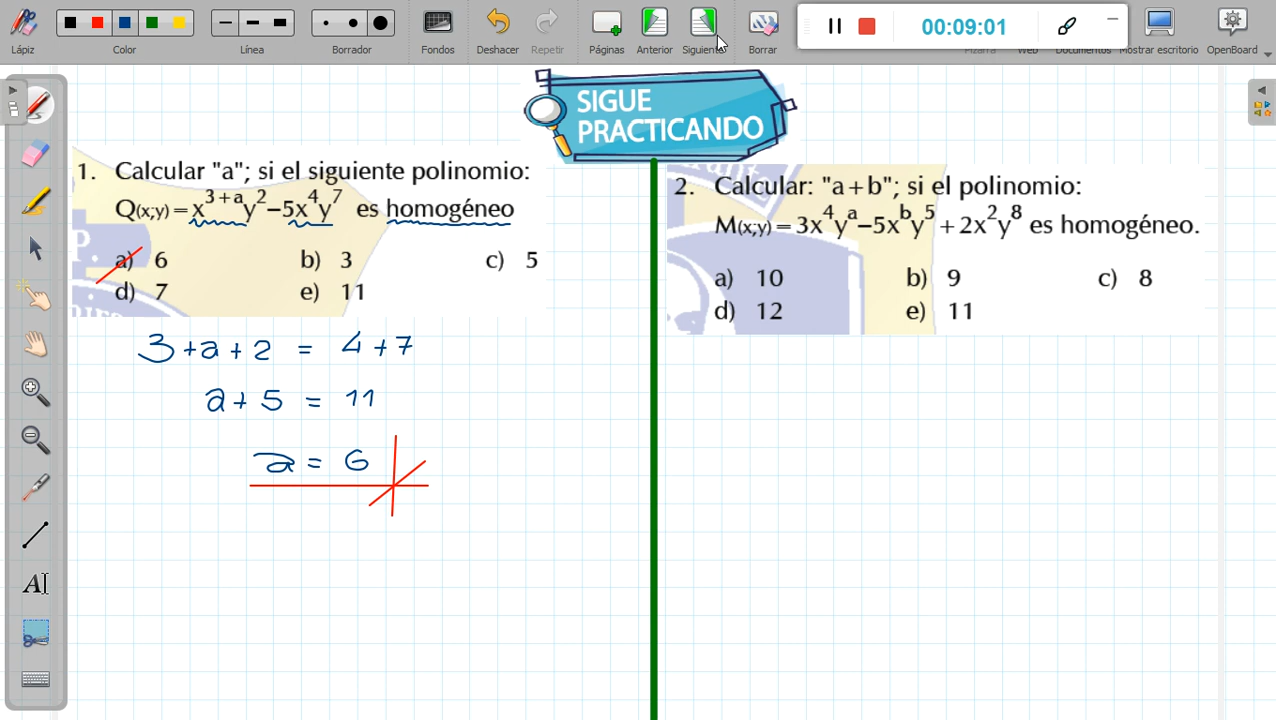 Lápiz Color Línea Borrador Fondos Deshacer Repetir Páginas Anterior Siguiente Borrar Mostrar escritorio OpenBoard
00:09:01
SIGUE
PRACTICANDO
1. Calcular "a"; si el siguiente polinomio:
Q(x;y)=x^{3+a}y^2−5x^4y^7 es homogéneo
a) 6 b) 3 c) 5
d) 7 e) 11
3+a+2 = 4+7
a+5 = 11
a = 6
2. Calcular: "a+b"; si el polinomio:
M(x;y)=3x^4y^a−5x^by^5+2x^2y^8 es homogéneo.
a) 10 b) 9 c) 8
d) 12 e) 11